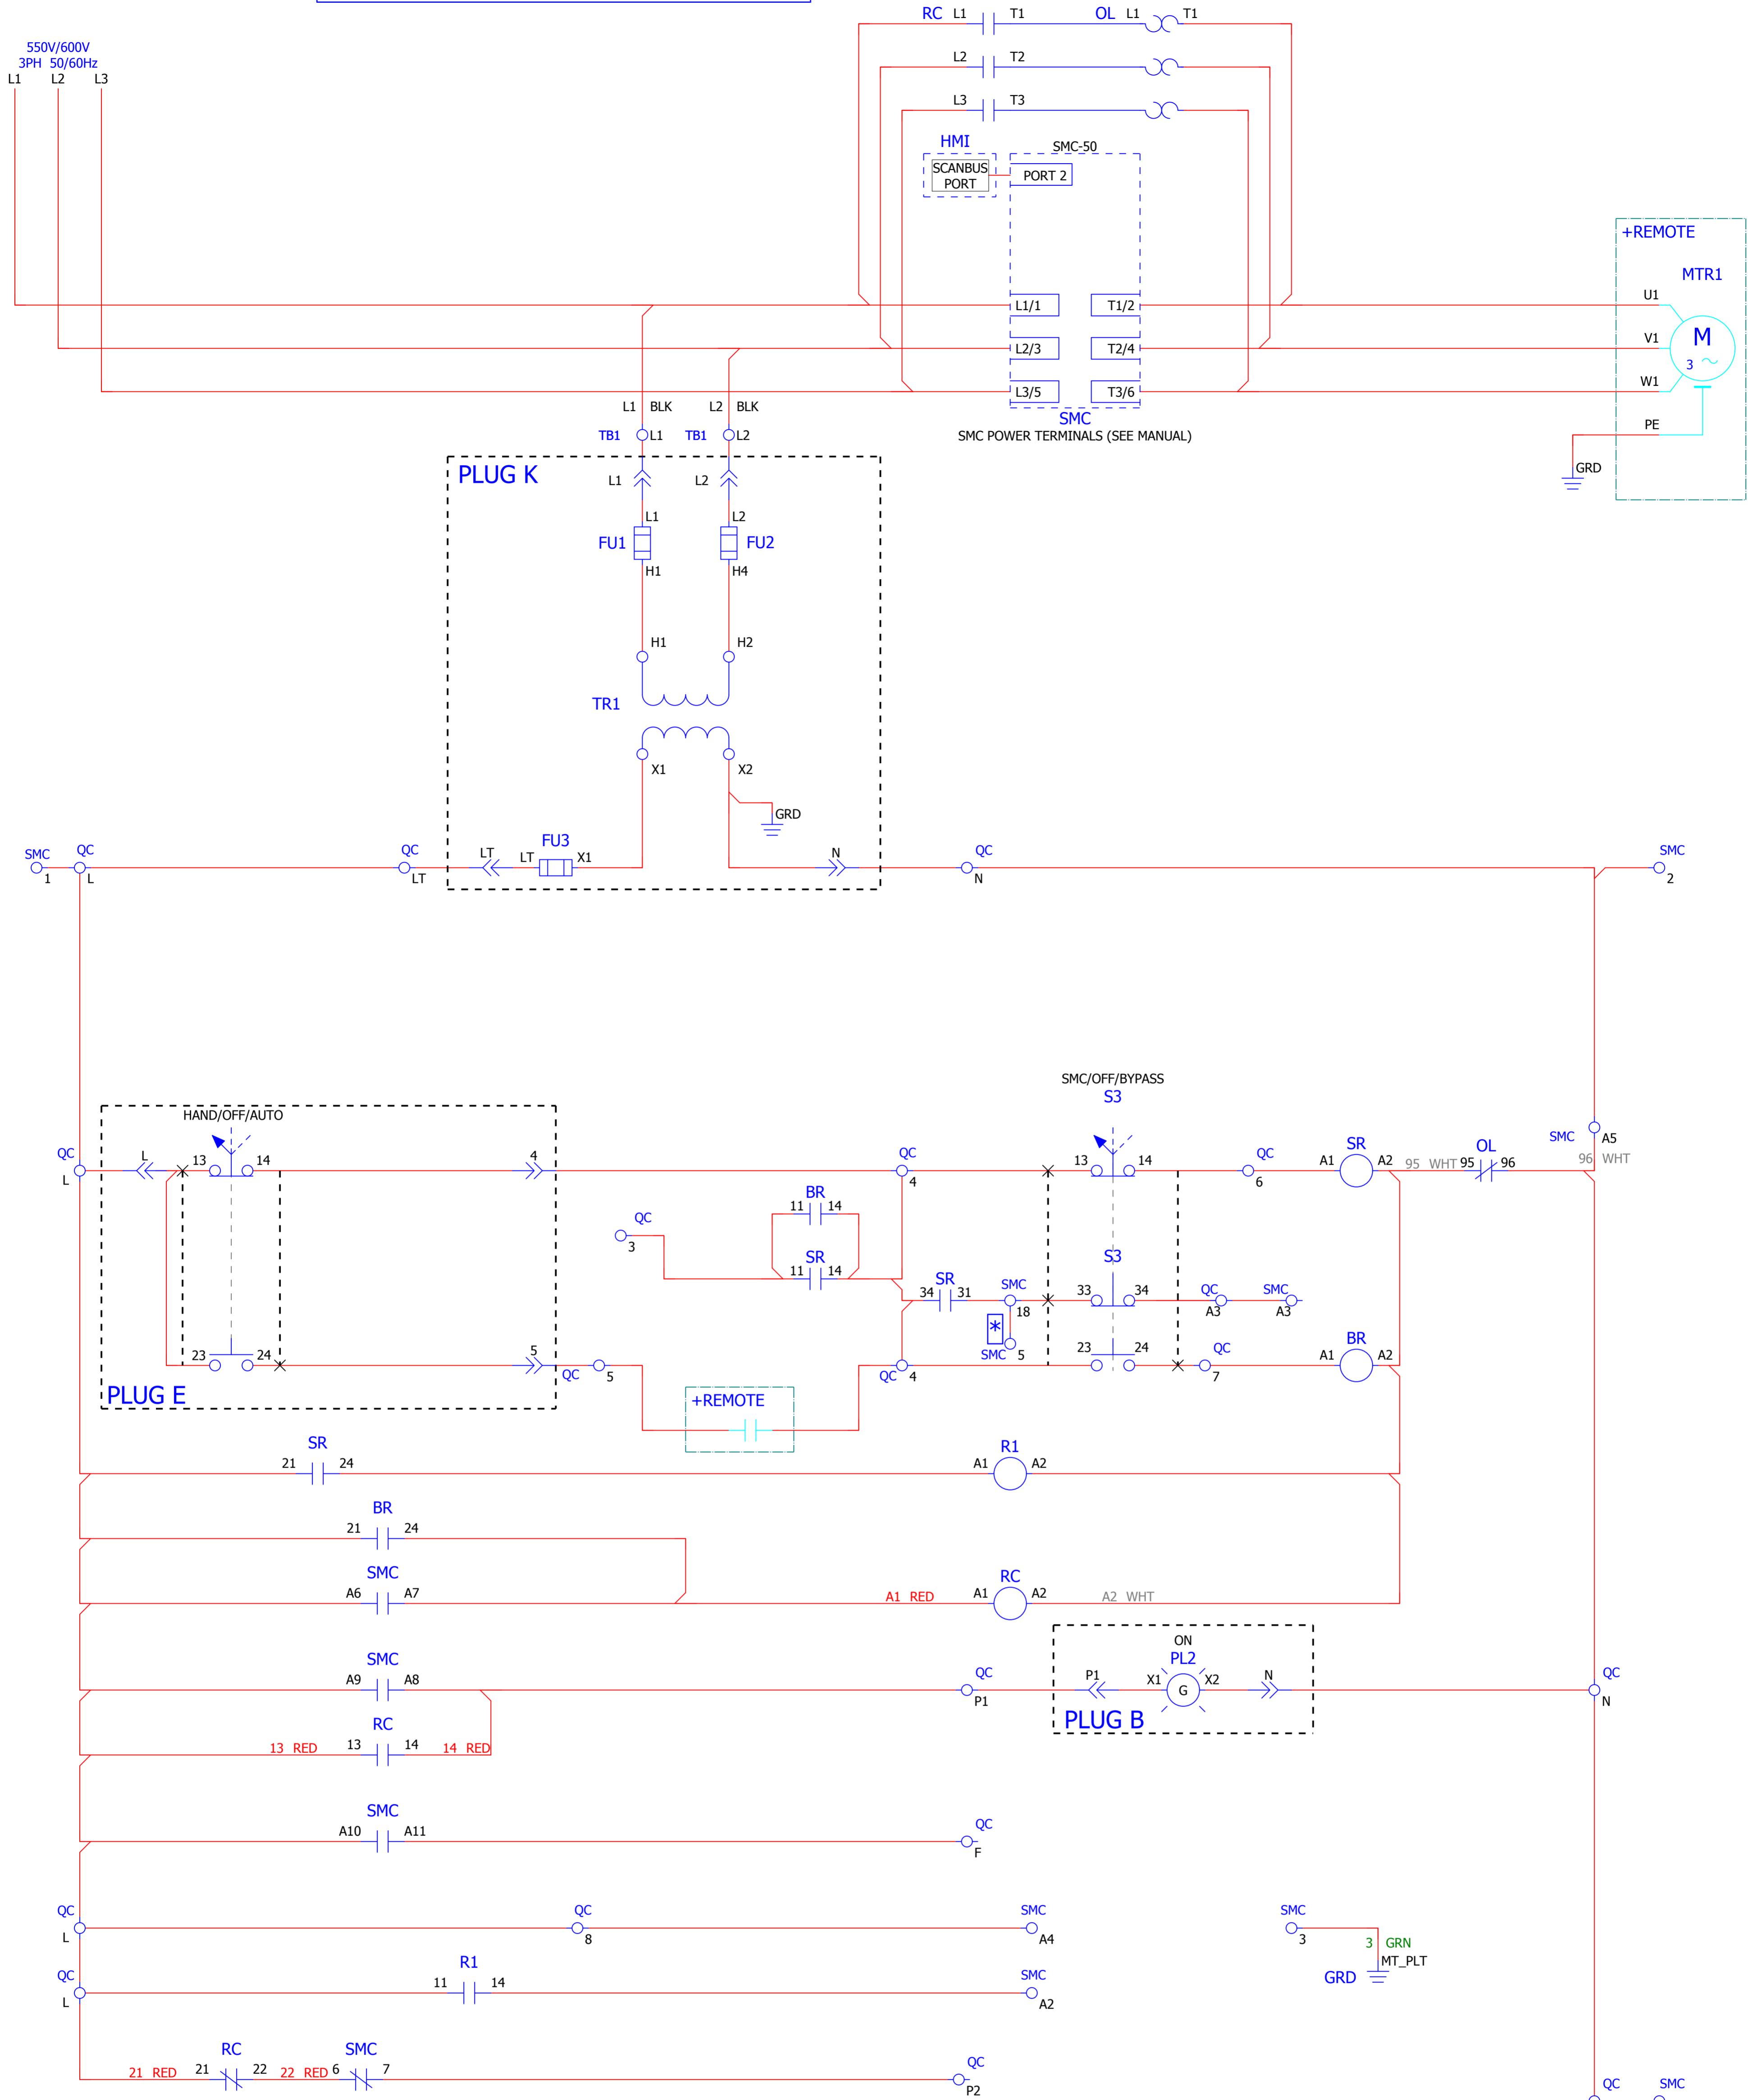 RC L1 T1 OL L1 T1
550V/600V
3PH 50/60Hz
L1 L2 L3
L2 T2
L3 T3
HMI
SMC-50
SCANBUS
PORT
PORT 2
+REMOTE
MTR1
L1/1 T1/2 U1
L2/3 T2/4 V1
M
3
L3/5 T3/6 W1
L1 BLK L2 BLK
SMC
SMC POWER TERMINALS (SEE MANUAL)
PE
GRD
TB1 L1 TB1 L2
PLUG K
L1 L2
L1 L2
FU1 FU2
H1 H4
H1 H2
TR1
X1 X2
GRD
SMC QC QC FU3 QC SMC
LT LT X1 N
1 L LT N 2
SMC/OFF/BYPASS
S3
HAND/OFF/AUTO
SMC A5
QC L 13 14 4 QC 13 14 QC SR OL
A1 A2 95 WHT 95 96 96 WHT
L 4 6
BR
11 14
QC
3
SR
11 14
S3
SR SMC
34 31 33 34 QC SMC
18 A3 A3
*
SMC 5
BR
23 24 5 23 24 QC A1 A2
QC 5 QC 4 7
PLUG E
+REMOTE
SR R1
21 24 A1 A2
BR
21 24
SMC RC
A6 A7 A1 RED A1 A2 A2 WHT
ON
SMC PL2
A9 A8 QC P1 X1 X2 N QC
G
P1 N
PLUG B
RC
13 RED 13 14 14 RED
SMC
A10 A11 QC
F
QC QC SMC SMC
L 8 A4 3
3 GRN
MT_PLT
GRD
QC R1 SMC
11 14
L A2
RC SMC
21 RED 21 22 22 RED 6 7 QC
P2
QC SMC